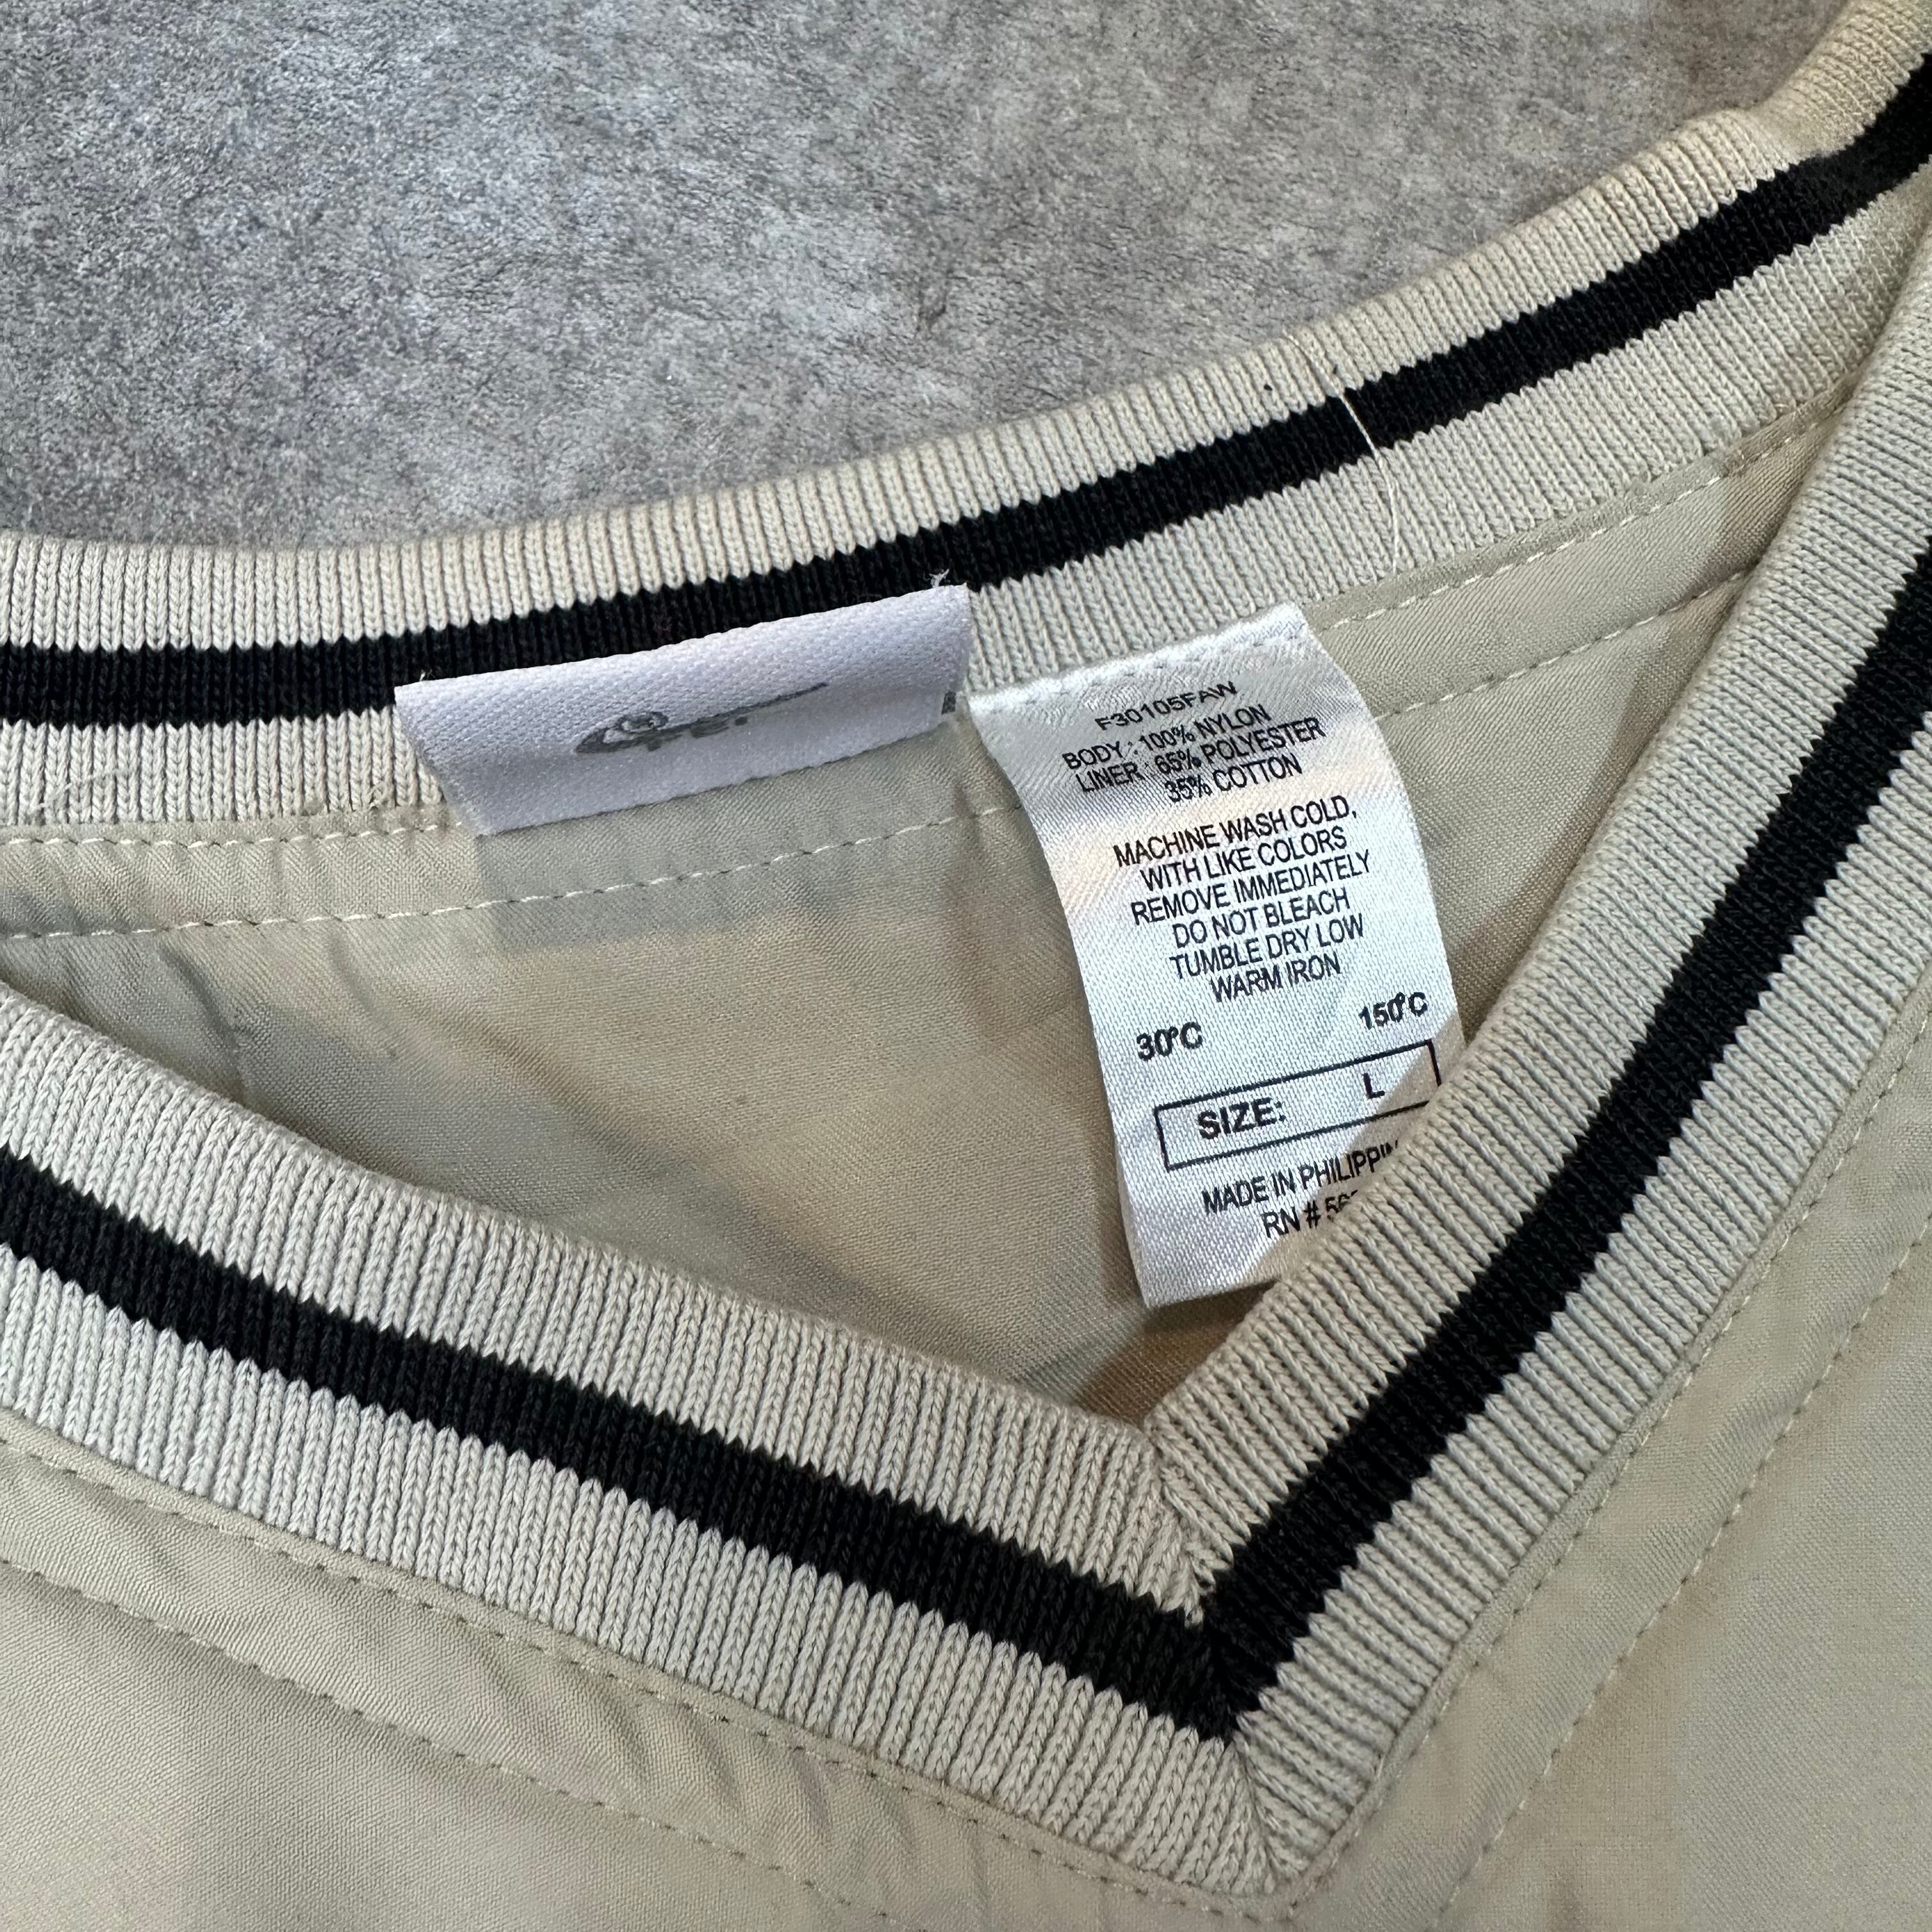 F30105FAW
BODY : 100% NYLON
LINER : 65% POLYESTER
35% COTTON
MACHINE WASH COLD,
WITH LIKE COLORS
REMOVE IMMEDIATELY
DO NOT BLEACH
TUMBLE DRY LOW
WARM IRON
30°C 150°C
SIZE: L
MADE IN
RN #